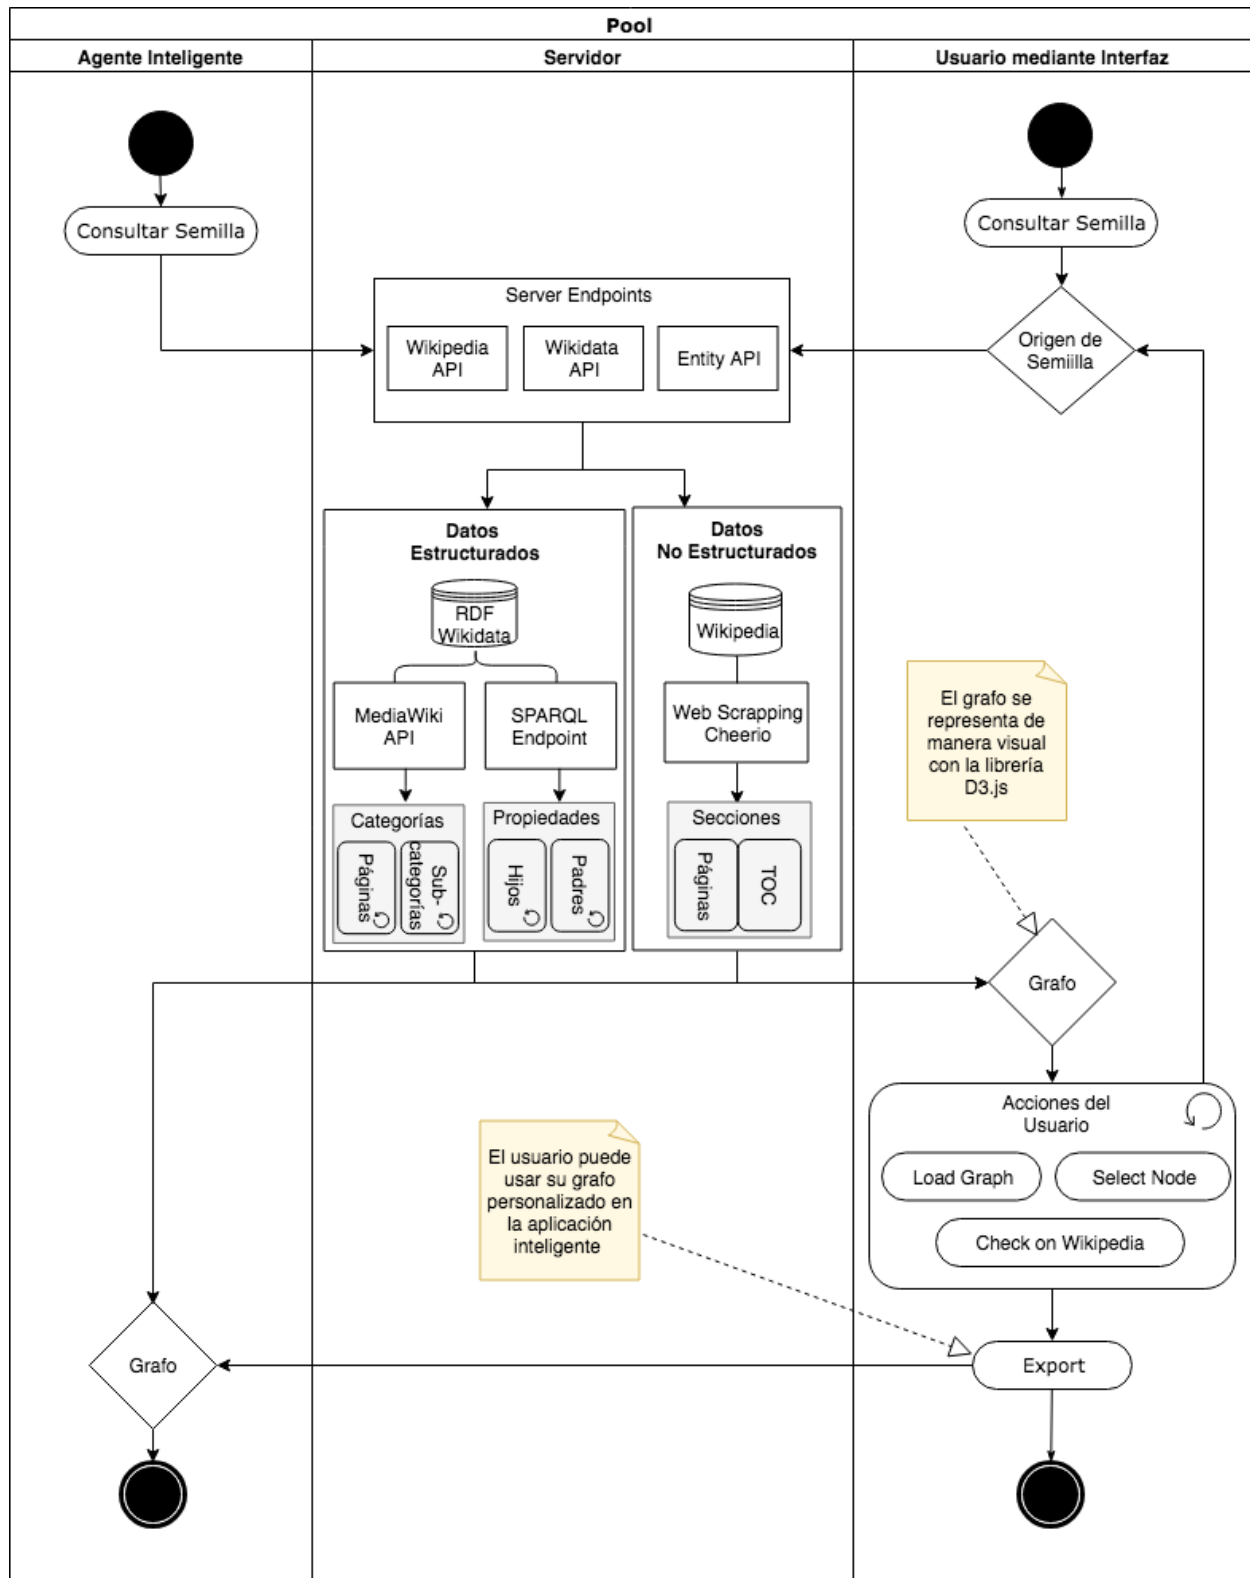 Pool
Agente Inteligente
Servidor
Usuario mediante Interfaz
Consultar Semilla
Consultar Semilla
Server Endpoints
Wikipedia
API
Wikidata
API
Entity API
Origen de
Semiilla
Datos
Estructurados
Datos
No Estructurados
RDF
Wikidata
Wikipedia
MediaWiki
API
SPARQL
Endpoint
Web Scrapping
Cheerio
El grafo se
representa de
manera visual
con la librería
D3.js
Categorías
Páginas
Sub-
categorías
Propiedades
Hijos
Padres
Secciones
Páginas
TOC
Grafo
Acciones del
Usuario
Load Graph
Select Node
Check on Wikipedia
El usuario puede
usar su grafo
personalizado en
la aplicación
inteligente
Grafo
Export